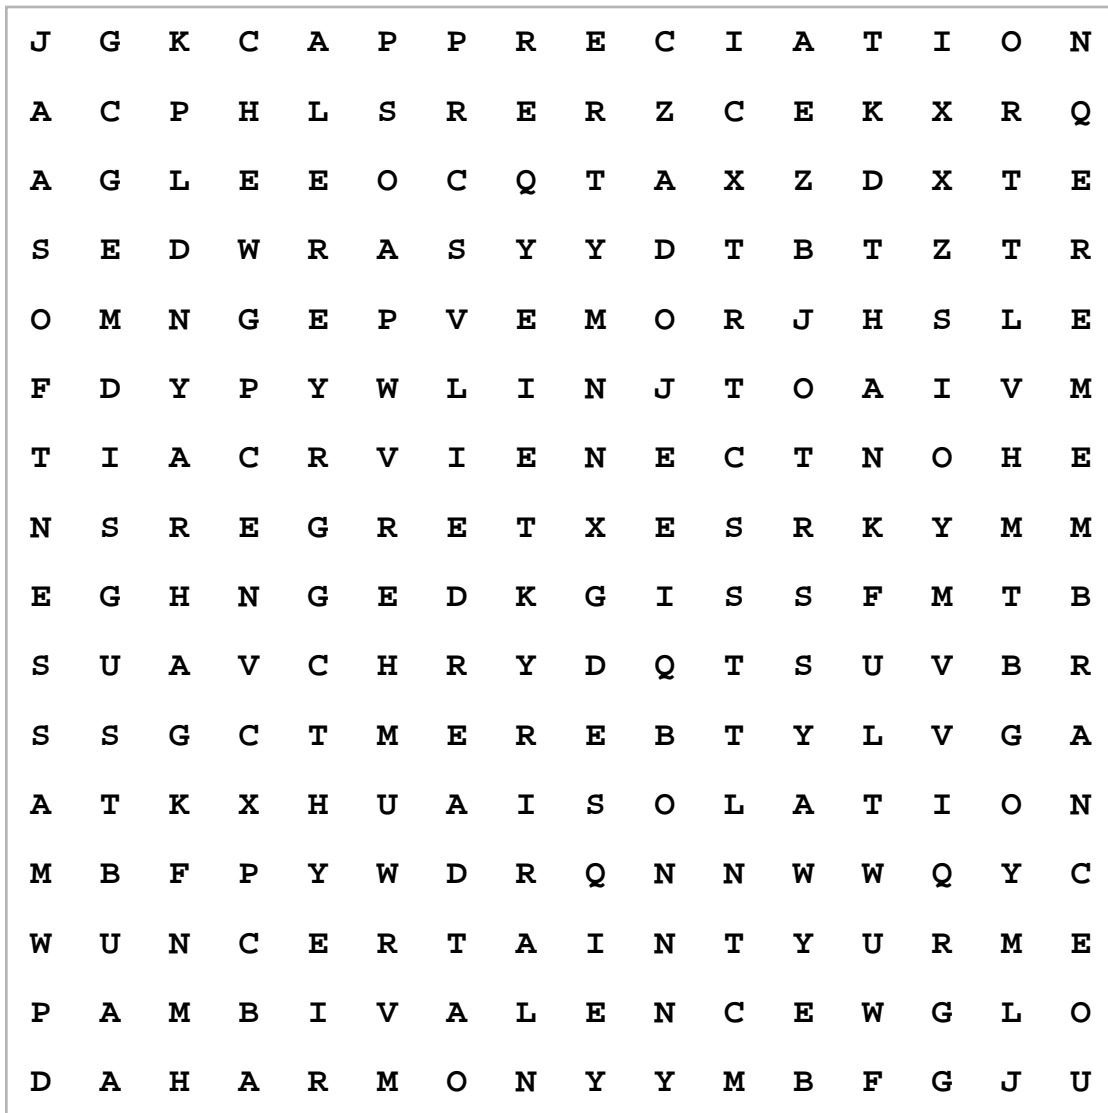 J G K C A P P R E C I A T I O N
A C P H L S R E R Z C E K X R Q
A G L E E O C Q T A X Z D X T E
S E D W R A S Y Y D T B T Z T R
O M N G E P V E M O R J H S L E
F D Y P Y W L I N J T O A I V M
T I A C R V I E N E C T N O H E
N S R E G R E T X E S R K Y M M
E G H N G E D K G I S S F M T B
S U A V C H R Y D Q T S U V B R
S S G C T M E R E B T Y L V G A
A T K X H U A I S O L A T I O N
M B F P Y W D R Q N N W W Q Y C
W U N C E R T A I N T Y U R M E
P A M B I V A L E N C E W G L O
D A H A R M O N Y Y M B F G J U